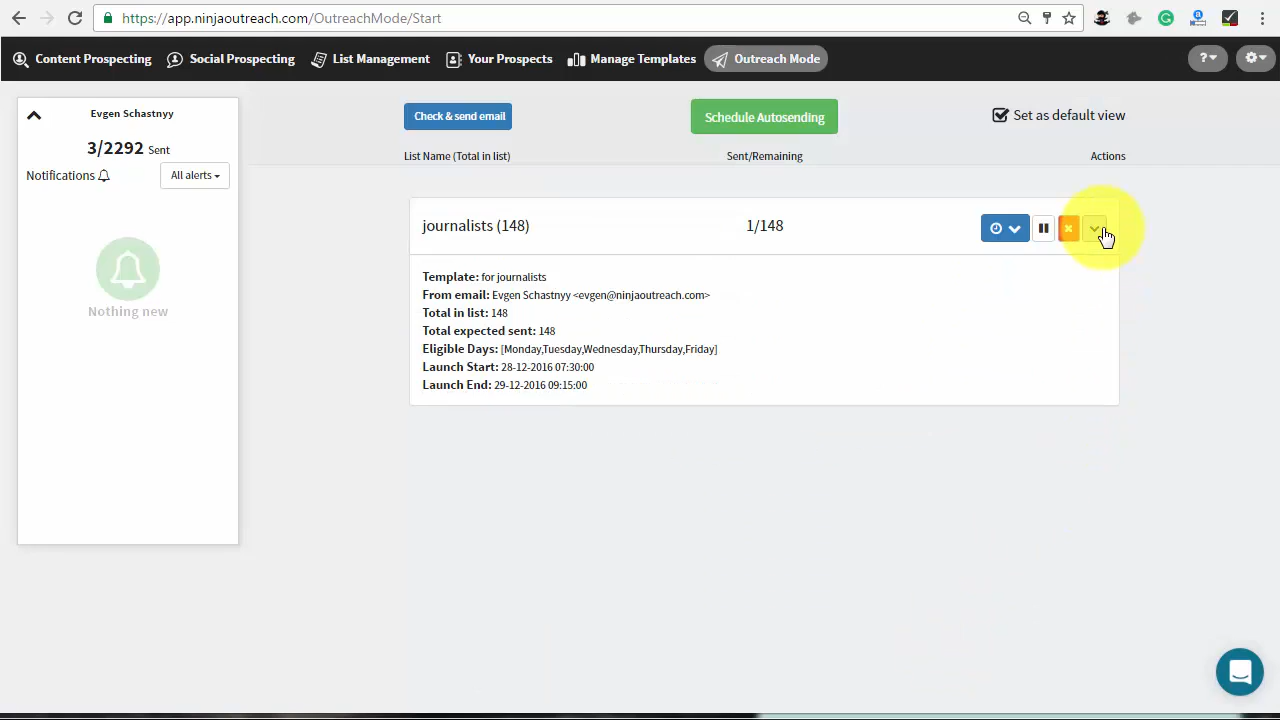 https://app.ninjaoutreach.com/OutreachMode/Start
Content Prospecting
Social Prospecting
List Management
Your Prospects
Manage Templates
Outreach Mode
?
Evgen Schastnyy
3/2292 Sent
Notifications
All alerts
Nothing new
Check & send email
Schedule Autosending
Set as default view
List Name (Total in list)
Sent/Remaining
Actions
journalists (148)
1/148
Template: for journalists
From email: Evgen Schastnyy <evgen@ninjaoutreach.com>
Total in list: 148
Total expected sent: 148
Eligible Days: [Monday,Tuesday,Wednesday,Thursday,Friday]
Launch Start: 28-12-2016 07:30:00
Launch End: 29-12-2016 09:15:00